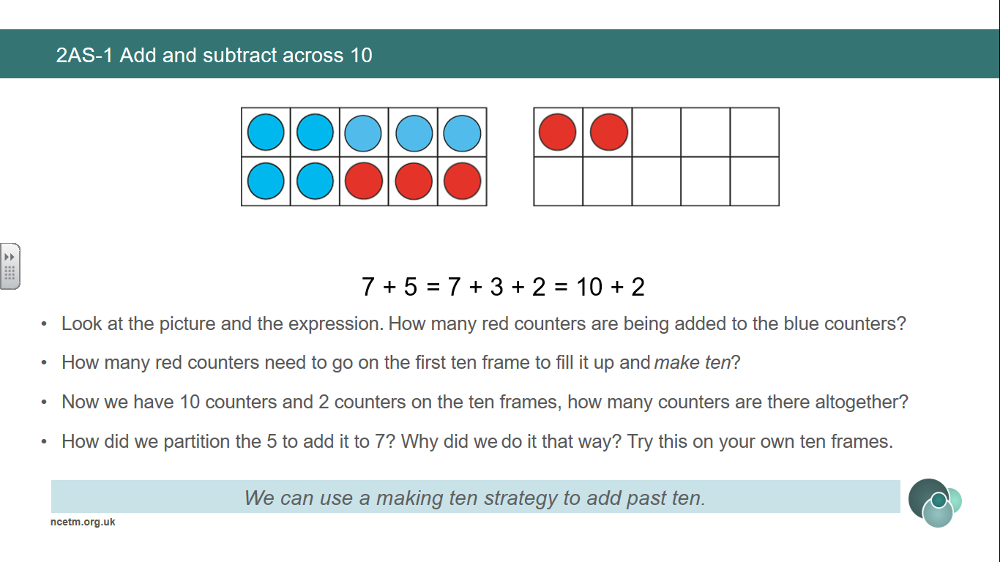 2AS-1 Add and subtract across 10
7 + 5 = 7 + 3 + 2 = 10 + 2
• Look at the picture and the expression. How many red counters are being added to the blue counters?
• How many red counters need to go on the first ten frame to fill it up and make ten?
• Now we have 10 counters and 2 counters on the ten frames, how many counters are there altogether?
• How did we partition the 5 to add it to 7? Why did we do it that way? Try this on your own ten frames.
We can use a making ten strategy to add past ten.
ncetm.org.uk